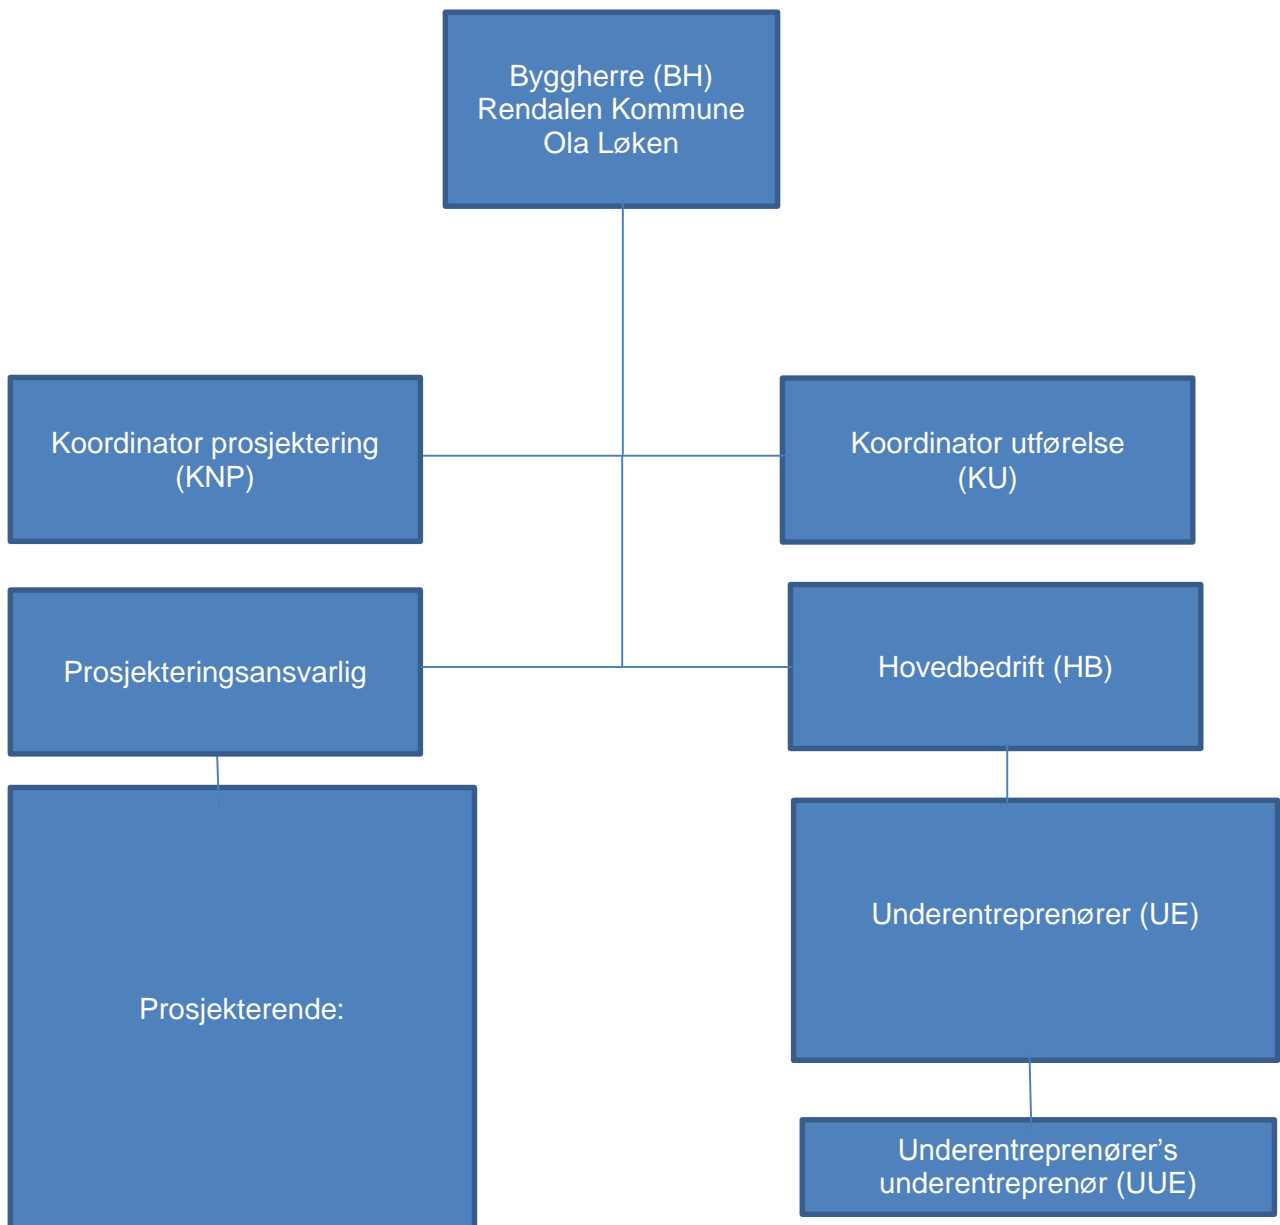 Byggherre (BH)
Rendalen Kommune
Ola Løken
Koordinator prosjektering
(KNP)
Koordinator utførelse
(KU)
Prosjekteringsansvarlig
Hovedbedrift (HB)
Prosjekterende:
Underentreprenører (UE)
Underentreprenører’s
underentreprenør (UUE)